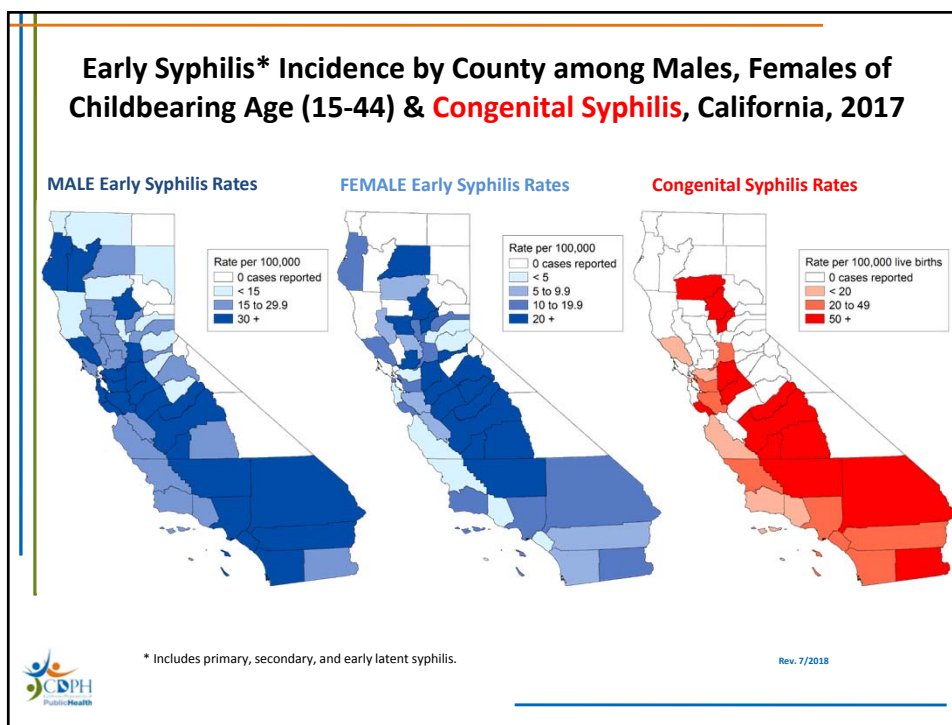 Early Syphilis* Incidence by County among Males, Females of
Childbearing Age (15-44) & Congenital Syphilis, California, 2017
MALE Early Syphilis Rates
Rate per 100,000
0 cases reported
< 15
15 to 29.9
30 +
FEMALE Early Syphilis Rates
Rate per 100,000
0 cases reported
< 5
5 to 9.9
10 to 19.9
20 +
Congenital Syphilis Rates
Rate per 100,000 live births
0 cases reported
< 20
20 to 49
50 +
* Includes primary, secondary, and early latent syphilis.
Rev. 7/2018
CDPH
PublicHealth